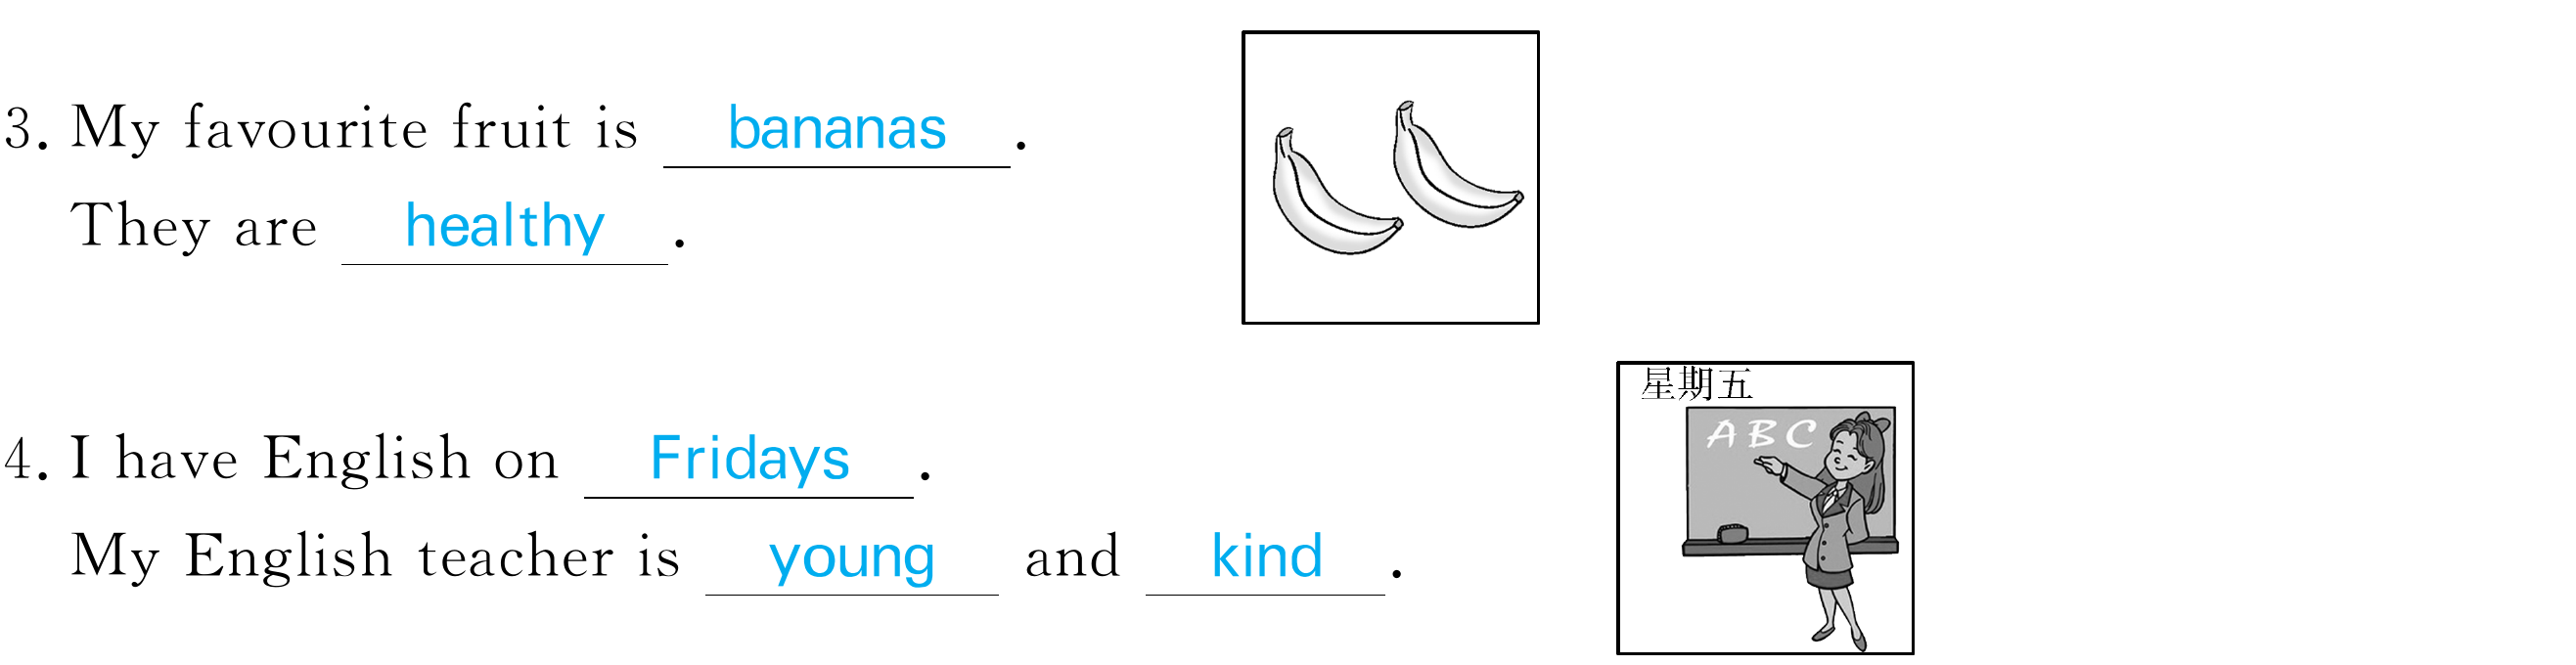 3. My favourite fruit is bananas.
They are healthy.
星期五
ABC
4. I have English on Fridays.
My English teacher is young and kind.